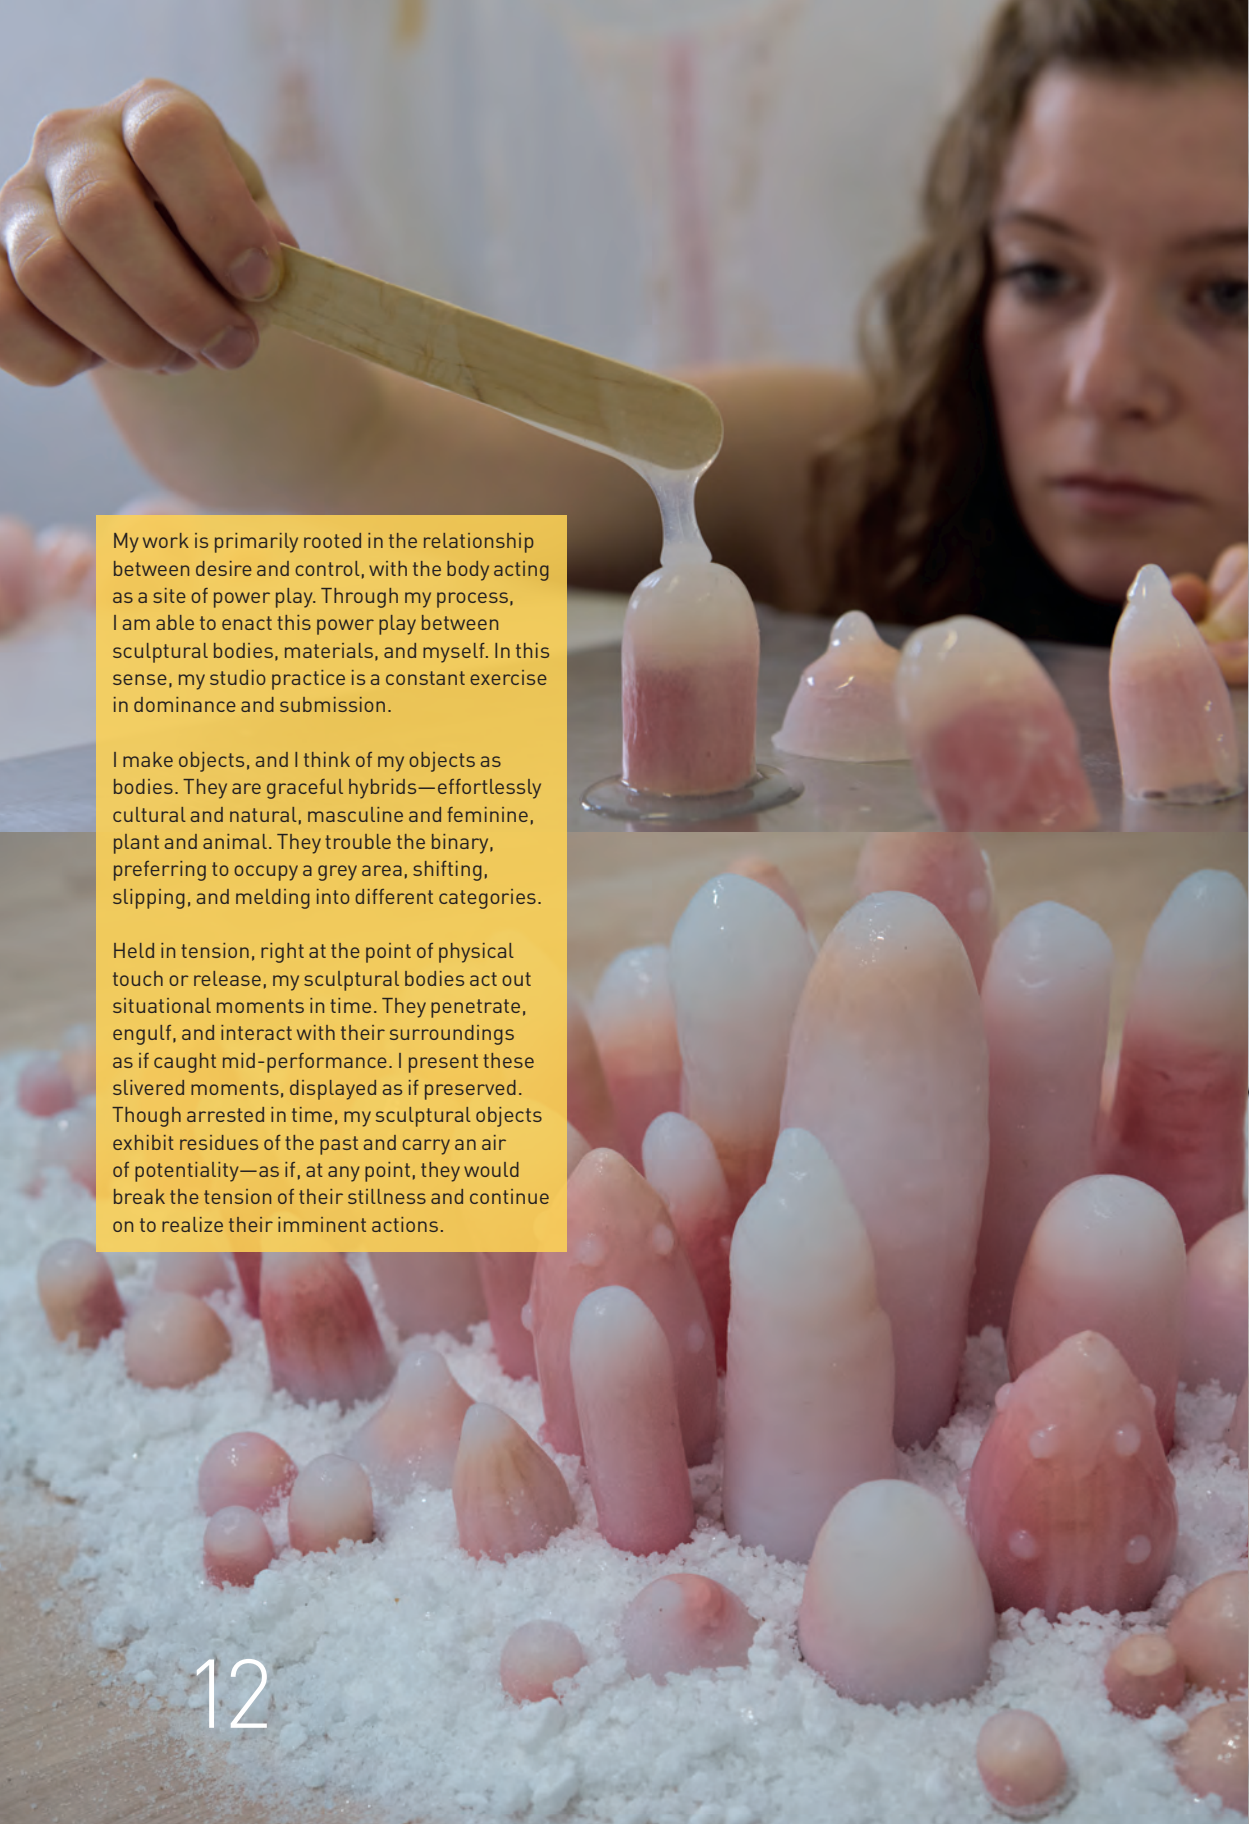 My work is primarily rooted in the relationship
between desire and control, with the body acting
as a site of power play. Through my process,
I am able to enact this power play between
sculptural bodies, materials, and myself. In this
sense, my studio practice is a constant exercise
in dominance and submission.
I make objects, and I think of my objects as
bodies. They are graceful hybrids—effortlessly
cultural and natural, masculine and feminine,
plant and animal. They trouble the binary,
preferring to occupy a grey area, shifting,
slipping, and melding into different categories.
Held in tension, right at the point of physical
touch or release, my sculptural bodies act out
situational moments in time. They penetrate,
engulf, and interact with their surroundings
as if caught mid-performance. I present these
slivered moments, displayed as if preserved.
Though arrested in time, my sculptural objects
exhibit residues of the past and carry an air
of potentiality—as if, at any point, they would
break the tension of their stillness and continue
on to realize their imminent actions.
12